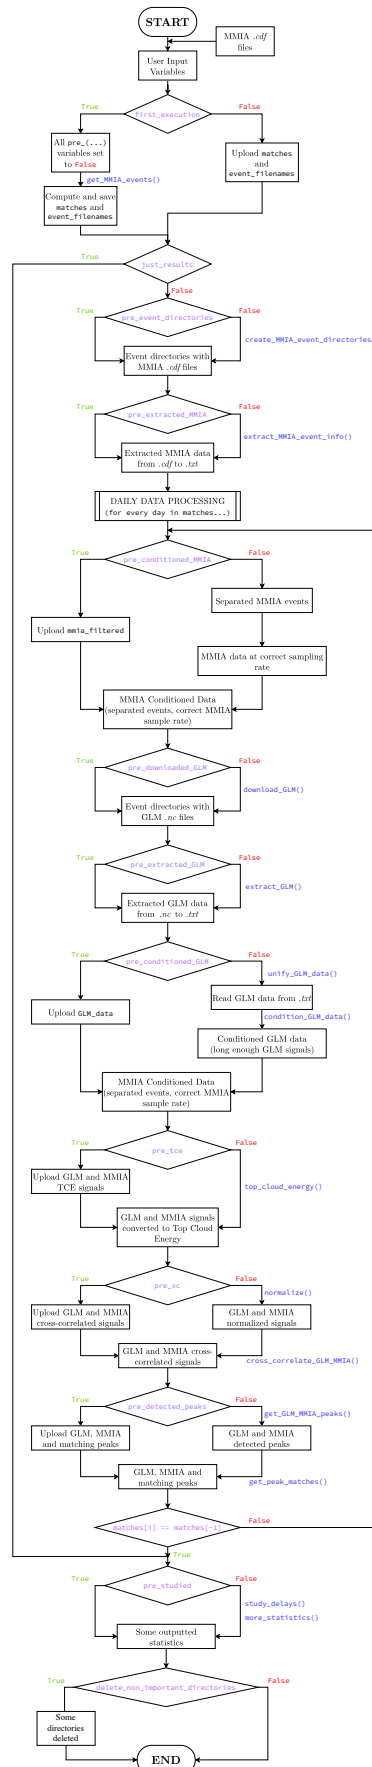 START
MMIA .cdf
files
User Input
Variables
True
False
first_execution
All pre_(...)
variables set
to False
Upload matches
and
event_filenames
get_MMIA_events()
Compute and save
matches and
event_filenames
True
just_results
False
True
False
pre_event_directories
create_MMIA_event_directories
Event directories with
MMIA .cdf files
True
False
pre_extracted_MMIA
extract_MMIA_event_info()
Extracted MMIA data
from .cdf to .txt
DAILY DATA PROCESSING
(for every day in matches...)
True
False
pre_conditioned_MMIA
Separated MMIA events
Upload mmia_filtered
MMIA data at correct sampling
rate
MMIA Conditioned Data
(separated events, correct MMIA
sample rate)
True
False
pre_downloaded_GLM
download_GLM()
Event directories with
GLM .nc files
True
False
pre_extracted_GLM
extract_GLM()
Extracted GLM data
from .nc to .txt
True
False
pre_conditioned_GLM
unify_GLM_data()
Read GLM data from .txt
Upload GLM_data
condition_GLM_data()
Conditioned GLM data
(long enough GLM signals)
MMIA Conditioned Data
(separated events, correct MMIA
sample rate)
True
False
pre_tce
Upload GLM and MMIA
TCE signals
top_cloud_energy()
GLM and MMIA signals
converted to Top Cloud
Energy
True
False
pre_xc
normalize()
Upload GLM and MMIA
cross-correlated signals
GLM and MMIA
normalized signals
GLM and MMIA cross-
correlated signals
cross_correlate_GLM_MMIA()
True
False
pre_detected_peaks
get_GLM_MMIA_peaks()
Upload GLM, MMIA
and matching peaks
GLM and MMIA
detected peaks
GLM, MMIA and
matching peaks
get_peak_matches()
False
matches[i] == matches[-1]
True
True
False
pre_studied
study_delays()
more_statistics()
Some outputted
statistics
True
False
delete_non_important_directories
Some
directories
deleted
END